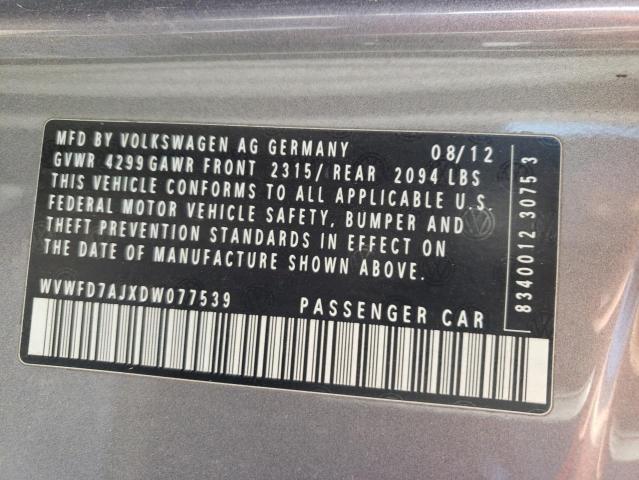 MFD BY VOLKSWAGEN AG GERMANY 08/12
GVWR 4299 GAWR FRONT 2315/ REAR 2094 LBS
THIS VEHICLE CONFORMS TO ALL APPLICABLE U.S.
FEDERAL MOTOR VEHICLE SAFETY, BUMPER AND
THEFT PREVENTION STANDARDS IN EFFECT ON
THE DATE OF MANUFACTURE SHOWN ABOVE.
WVWFD7AJXDW077539 PASSENGER CAR
8340012 3075 3